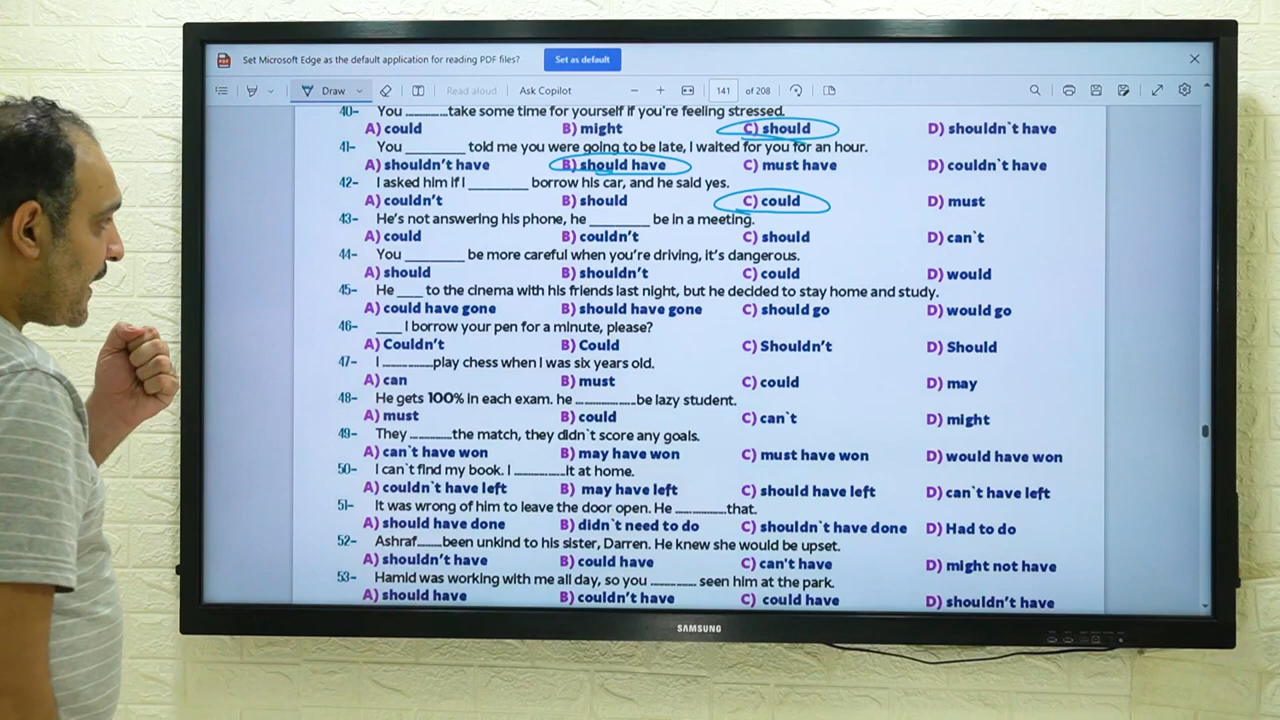 Set Microsoft Edge as the default application for reading PDF files? Set as default
Draw Read aloud Ask Copilot 141 of 208
40- You ............take some time for yourself if you're feeling stressed.
A) could B) might C) should D) shouldn`t have
41- You ________ told me you were going to be late, I waited for you for an hour.
A) shouldn't have B) should have C) must have D) couldn`t have
42- I asked him if I ________ borrow his car, and he said yes.
A) couldn't B) should C) could D) must
43- He's not answering his phone, he ________ be in a meeting.
A) could B) couldn't C) should D) can`t
44- You ________ be more careful when you're driving, it's dangerous.
A) should B) shouldn't C) could D) would
45- He ____ to the cinema with his friends last night, but he decided to stay home and study.
A) could have gone B) should have gone C) should go D) would go
46- ____ I borrow your pen for a minute, please?
A) Couldn't B) Could C) Shouldn't D) Should
47- I ..............play chess when I was six years old.
A) can B) must C) could D) may
48- He gets 100% in each exam. he ................be lazy student.
A) must B) could C) can`t D) might
49- They ...........the match, they didn`t score any goals.
A) can`t have won B) may have won C) must have won D) would have won
50- I can`t find my book. I ..............it at home.
A) couldn`t have left B) may have left C) should have left D) can`t have left
51- It was wrong of him to leave the door open. He ..............that.
A) should have done B) didn`t need to do C) shouldn`t have done D) Had to do
52- Ashraf.......been unkind to his sister, Darren. He knew she would be upset.
A) shouldn`t have B) could have C) can't have D) might not have
53- Hamid was working with me all day, so you ............ seen him at the park.
A) should have B) couldn't have C) could have D) shouldn't have
SAMSUNG